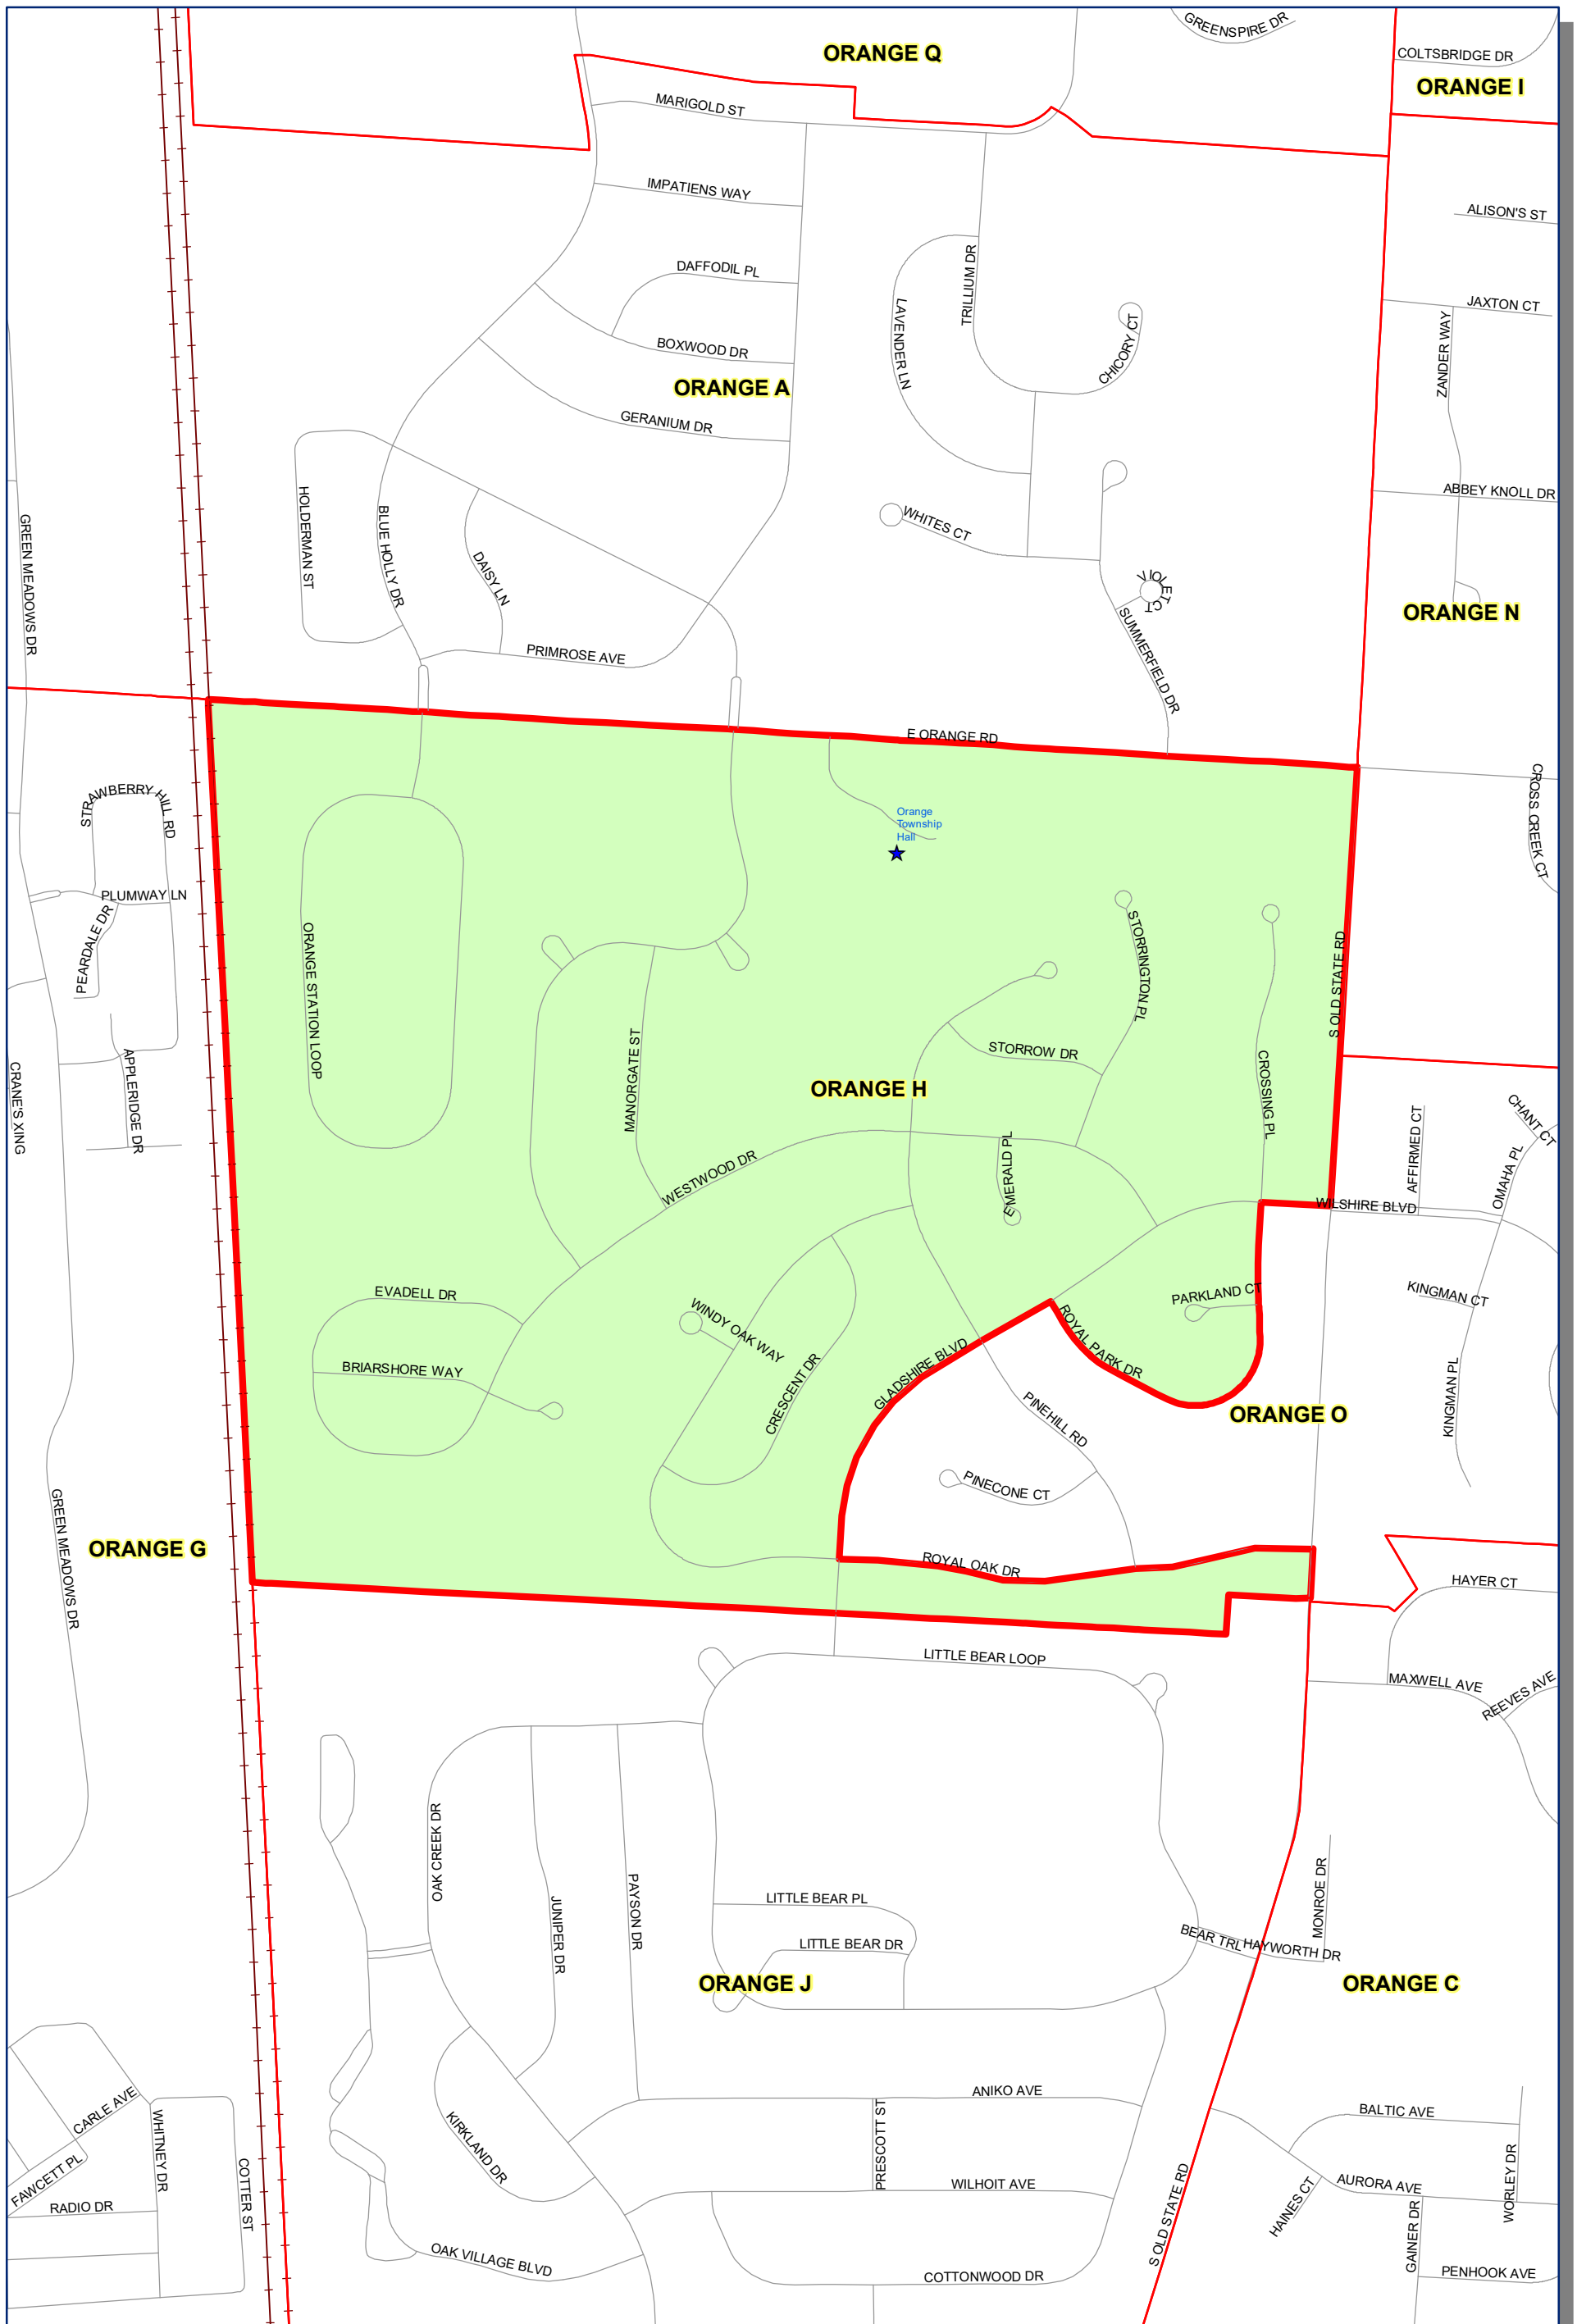 GREENSPIRE DR
ORANGE Q
COLTSBRIDGE DR
ORANGE I
MARIGOLD ST
IMPATIENS WAY
ALISON'S ST
DAFFODIL PL
TRILLIUM DR
LAVENDER LN
JAXTON CT
ZANDER WAY
CHICORY CT
BOXWOOD DR
ORANGE A
GERANIUM DR
HOLDERMAN ST
BLUE HOLLY DR
DAISY LN
WHITES CT
ABBEY KNOLL DR
GREEN MEADOWS DR
VIOLET CT
ORANGE N
SUMMERFIELD DR
PRIMROSE AVE
E ORANGE RD
CROSS CREEK CT
STRAWBERRY HILL RD
Orange
Township
Hall
PLUMWAY LN
PEARDALE DR
ORANGE STATION LOOP
STORRINGTON PL
S OLD STATE RD
MANORGATE ST
STORROW DR
CROSSING PL
ORANGE H
CRANE'S XING
APPLERIDGE DR
CHANT CT
AFFIRMED CT
OMAHA PL
EMERALD PL
WESTWOOD DR
WILSHIRE BLVD
EVADELL DR
PARKLAND CT
KINGMAN CT
WINDY OAK WAY
ROYAL PARK DR
BRIARSHORE WAY
GLADSHIRE BLVD
CRESCENT DR
KINGMAN PL
PINEHILL RD
ORANGE O
PINECONE CT
GREEN MEADOWS DR
ORANGE G
ROYAL OAK DR
HAYER CT
LITTLE BEAR LOOP
MAXWELL AVE
REEVES AVE
OAK CREEK DR
JUNIPER DR
PAYSON DR
LITTLE BEAR PL
LITTLE BEAR DR
MONROE DR
BEAR TRL
HAYWORTH DR
ORANGE J
ORANGE C
CARLE AVE
WHITNEY DR
FAWCETT PL
RADIO DR
COTTER ST
KIRKLAND DR
ANIKO AVE
PRESCOTT ST
WILHOIT AVE
BALTIC AVE
WORLEY DR
AURORA AVE
HAINES CT
GAINER DR
S OLD STATE RD
OAK VILLAGE BLVD
COTTONWOOD DR
PENHOOK AVE